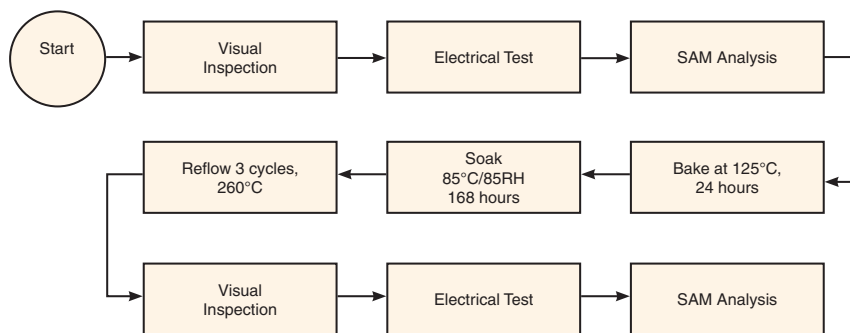 Start
Visual
Inspection
Electrical Test
SAM Analysis
Bake at 125°C,
24 hours
Soak
85°C/85RH
168 hours
Reflow 3 cycles,
260°C
Visual
Inspection
Electrical Test
SAM Analysis